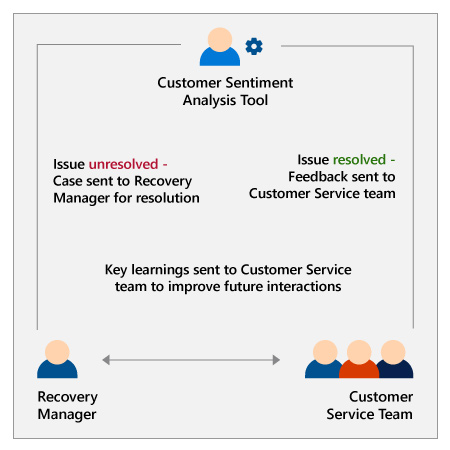 Customer Sentiment
Analysis Tool
Issue unresolved -
Case sent to Recovery
Manager for resolution
Issue resolved -
Feedback sent to
Customer Service team
Key learnings sent to Customer Service
team to improve future interactions
Recovery
Manager
Customer
Service Team